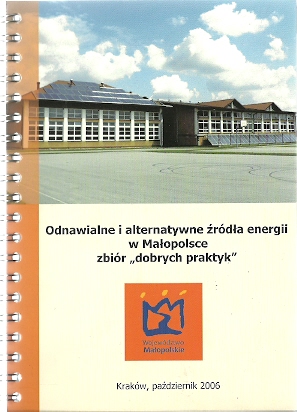 Odnawialne i alternatywne źródła energii
w Małopolsce
zbiór „dobrych praktyk”
Województwo
Małopolskie
Kraków, październik 2006